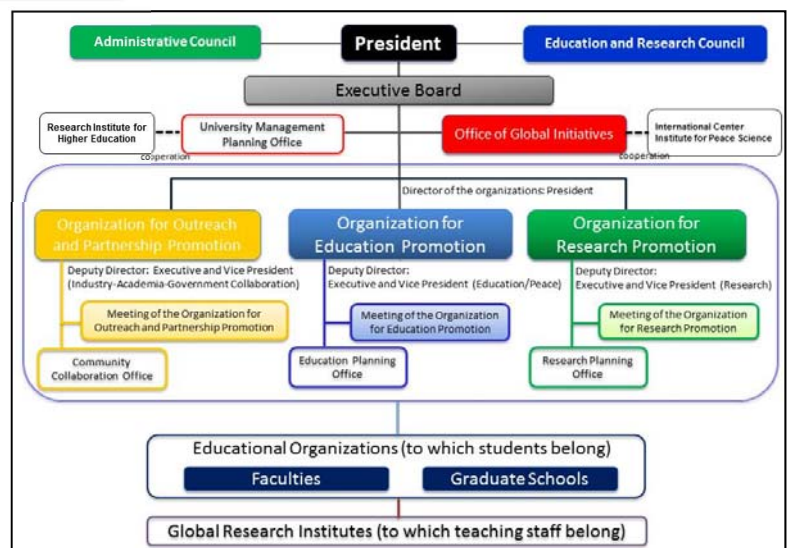 Administrative Council
President
Education and Research Council
Executive Board
Research Institute for
Higher Education
University Management
Planning Office
Office of Global Initiatives
International Center
Institute for Peace Science
cooperation
cooperation
Director of the organizations: President
Organization for Outreach
and Partnership Promotion
Organization for
Education Promotion
Organization for
Research Promotion
Deputy Director: Executive and Vice President
(Industry-Academia-Government Collaboration)
Deputy Director:
Executive and Vice President (Education/Peace)
Deputy Director:
Executive and Vice President (Research)
Meeting of the Organization for
Outreach and Partnership Promotion
Meeting of the Organization
for Education Promotion
Meeting of the Organization
for Research Promotion
Community
Collaboration Office
Education Planning
Office
Research Planning
Office
Educational Organizations (to which students belong)
Faculties
Graduate Schools
Global Research Institutes (to which teaching staff belong)